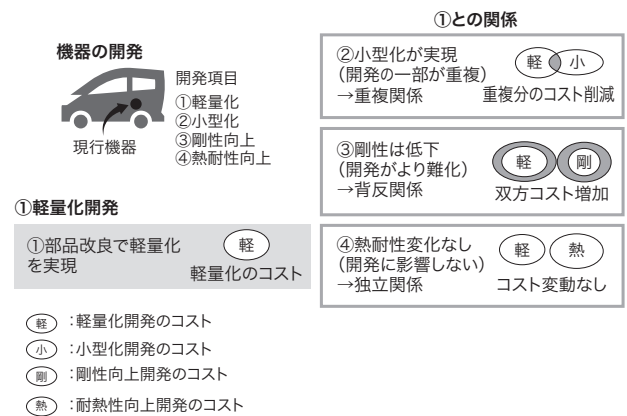 機器の開発
開発項目
①軽量化
②小型化
③剛性向上
④熱耐性向上
現行機器
①軽量化開発
①部品改良で軽量化
を実現
軽
軽量化のコスト
軽 :軽量化開発のコスト
小 :小型化開発のコスト
剛 :剛性向上開発のコスト
熱 :耐熱性向上開発のコスト
①との関係
②小型化が実現
(開発の一部が重複)
→重複関係
軽 小
重複分のコスト削減
③剛性は低下
(開発がより難化)
→背反関係
軽 剛
双方コスト増加
④熱耐性変化なし
(開発に影響しない)
→独立関係
軽 熱
コスト変動なし